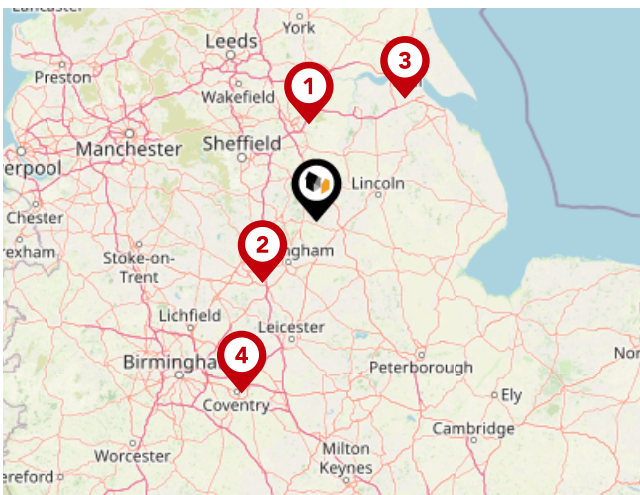 Lancaster
York
Leeds
3
Preston
1
Wakefield
Manchester
Sheffield
erpool
Lincoln
Chester
2
ngham
rexham
Stoke-on-
Trent
Lichfield
Leicester
4
Birmingha
Peterborough
Nor
Ely
Coventry
Cambridge
Worcester
Milton
Keynes
ereford